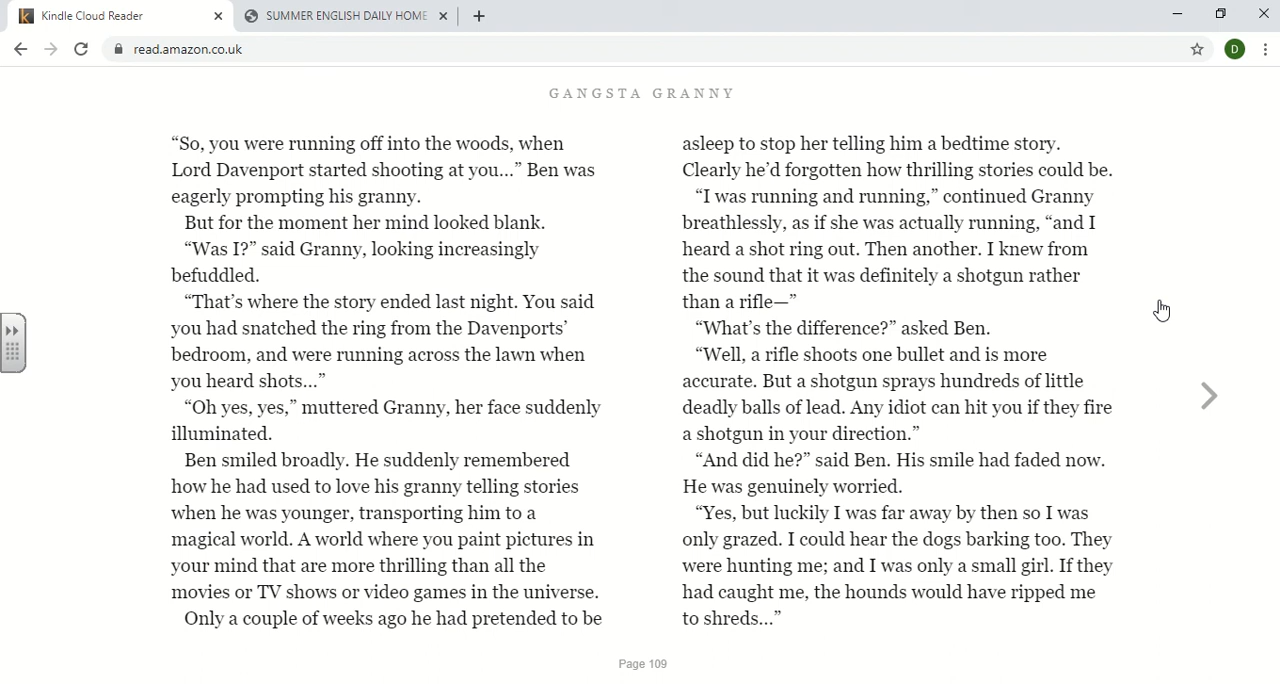 Kindle Cloud Reader
SUMMER ENGLISH DAILY HOME
read.amazon.co.uk
D
GANGSTA GRANNY
“So, you were running off into the woods, when
Lord Davenport started shooting at you...” Ben was
eagerly prompting his granny.
But for the moment her mind looked blank.
“Was I?” said Granny, looking increasingly
befuddled.
“That’s where the story ended last night. You said
you had snatched the ring from the Davenports’
bedroom, and were running across the lawn when
you heard shots...”
“Oh yes, yes,” muttered Granny, her face suddenly
illuminated.
Ben smiled broadly. He suddenly remembered
how he had used to love his granny telling stories
when he was younger, transporting him to a
magical world. A world where you paint pictures in
your mind that are more thrilling than all the
movies or TV shows or video games in the universe.
Only a couple of weeks ago he had pretended to be
asleep to stop her telling him a bedtime story.
Clearly he’d forgotten how thrilling stories could be.
“I was running and running,” continued Granny
breathlessly, as if she was actually running, “and I
heard a shot ring out. Then another. I knew from
the sound that it was definitely a shotgun rather
than a rifle—”
“What’s the difference?” asked Ben.
“Well, a rifle shoots one bullet and is more
accurate. But a shotgun sprays hundreds of little
deadly balls of lead. Any idiot can hit you if they fire
a shotgun in your direction.”
“And did he?” said Ben. His smile had faded now.
He was genuinely worried.
“Yes, but luckily I was far away by then so I was
only grazed. I could hear the dogs barking too. They
were hunting me; and I was only a small girl. If they
had caught me, the hounds would have ripped me
to shreds...”
Page 109